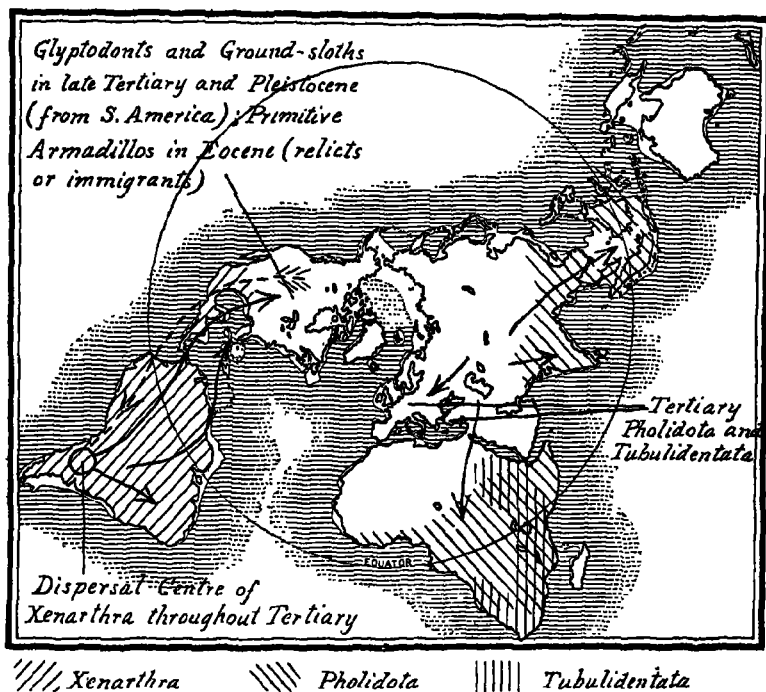 Glyptodonts and Ground-sloths
in late Tertiary and Pleistocene
(from S. America); Primitive
Armadillos in Eocene (relicts
or immigrants)
Tertiary
Pholidota and
Tubulidentata
EQUATOR
Dispersal Centre of
Xenarthra throughout Tertiary
Xenarthra Pholidota Tubulidentata